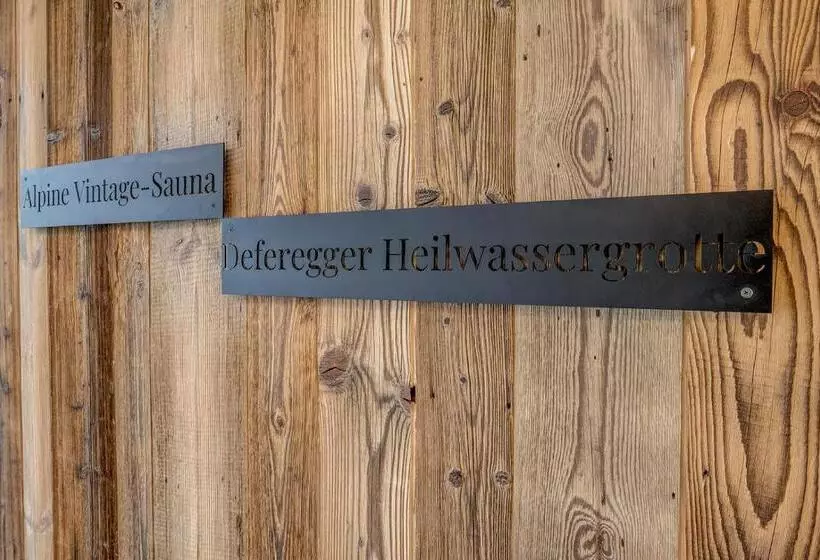 Alpine Vintage-Sauna
Deferegger Heilwassergrotte